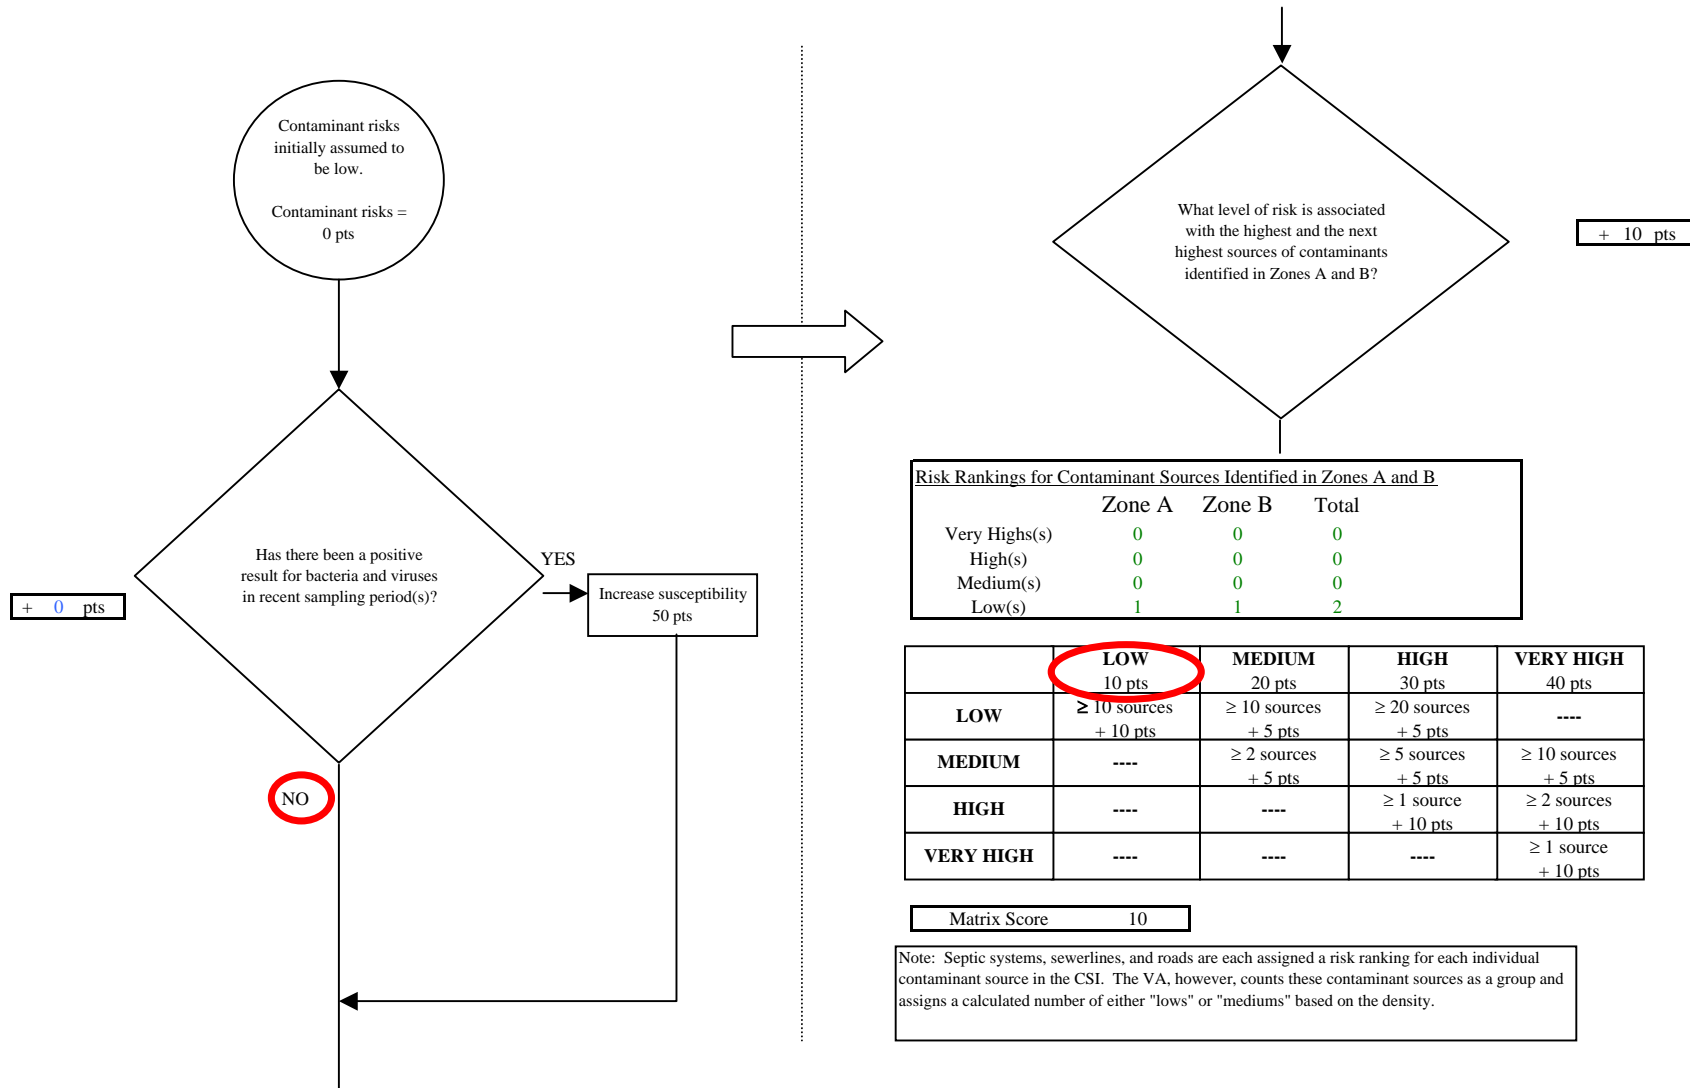 Contaminant risks
initially assumed to
be low.
Contaminant risks =
0 pts
Has there been a positive
result for bacteria and viruses
in recent sampling period(s)?
YES
+ 0 pts
Increase susceptibility
50 pts
NO
What level of risk is associated
with the highest and the next
highest sources of contaminants
identified in Zones A and B?
+ 10 pts
Risk Rankings for Contaminant Sources Identified in Zones A and B
Zone A Zone B Total
Very Highs(s) 0 0 0
High(s) 0 0 0
Medium(s) 0 0 0
Low(s) 1 1 2
LOW MEDIUM HIGH VERY HIGH
10 pts 20 pts 30 pts 40 pts
LOW ≥ 10 sources ≥ 10 sources ≥ 20 sources ----
+ 10 pts + 5 pts + 5 pts
MEDIUM ---- ≥ 2 sources ≥ 5 sources ≥ 10 sources
+ 5 pts + 5 pts + 5 pts
HIGH ---- ---- ≥ 1 source ≥ 2 sources
+ 10 pts + 10 pts
VERY HIGH ---- ---- ---- ≥ 1 source
+ 10 pts
Matrix Score 10
Note: Septic systems, sewerlines, and roads are each assigned a risk ranking for each individual
contaminant source in the CSI. The VA, however, counts these contaminant sources as a group and
assigns a calculated number of either "lows" or "mediums" based on the density.